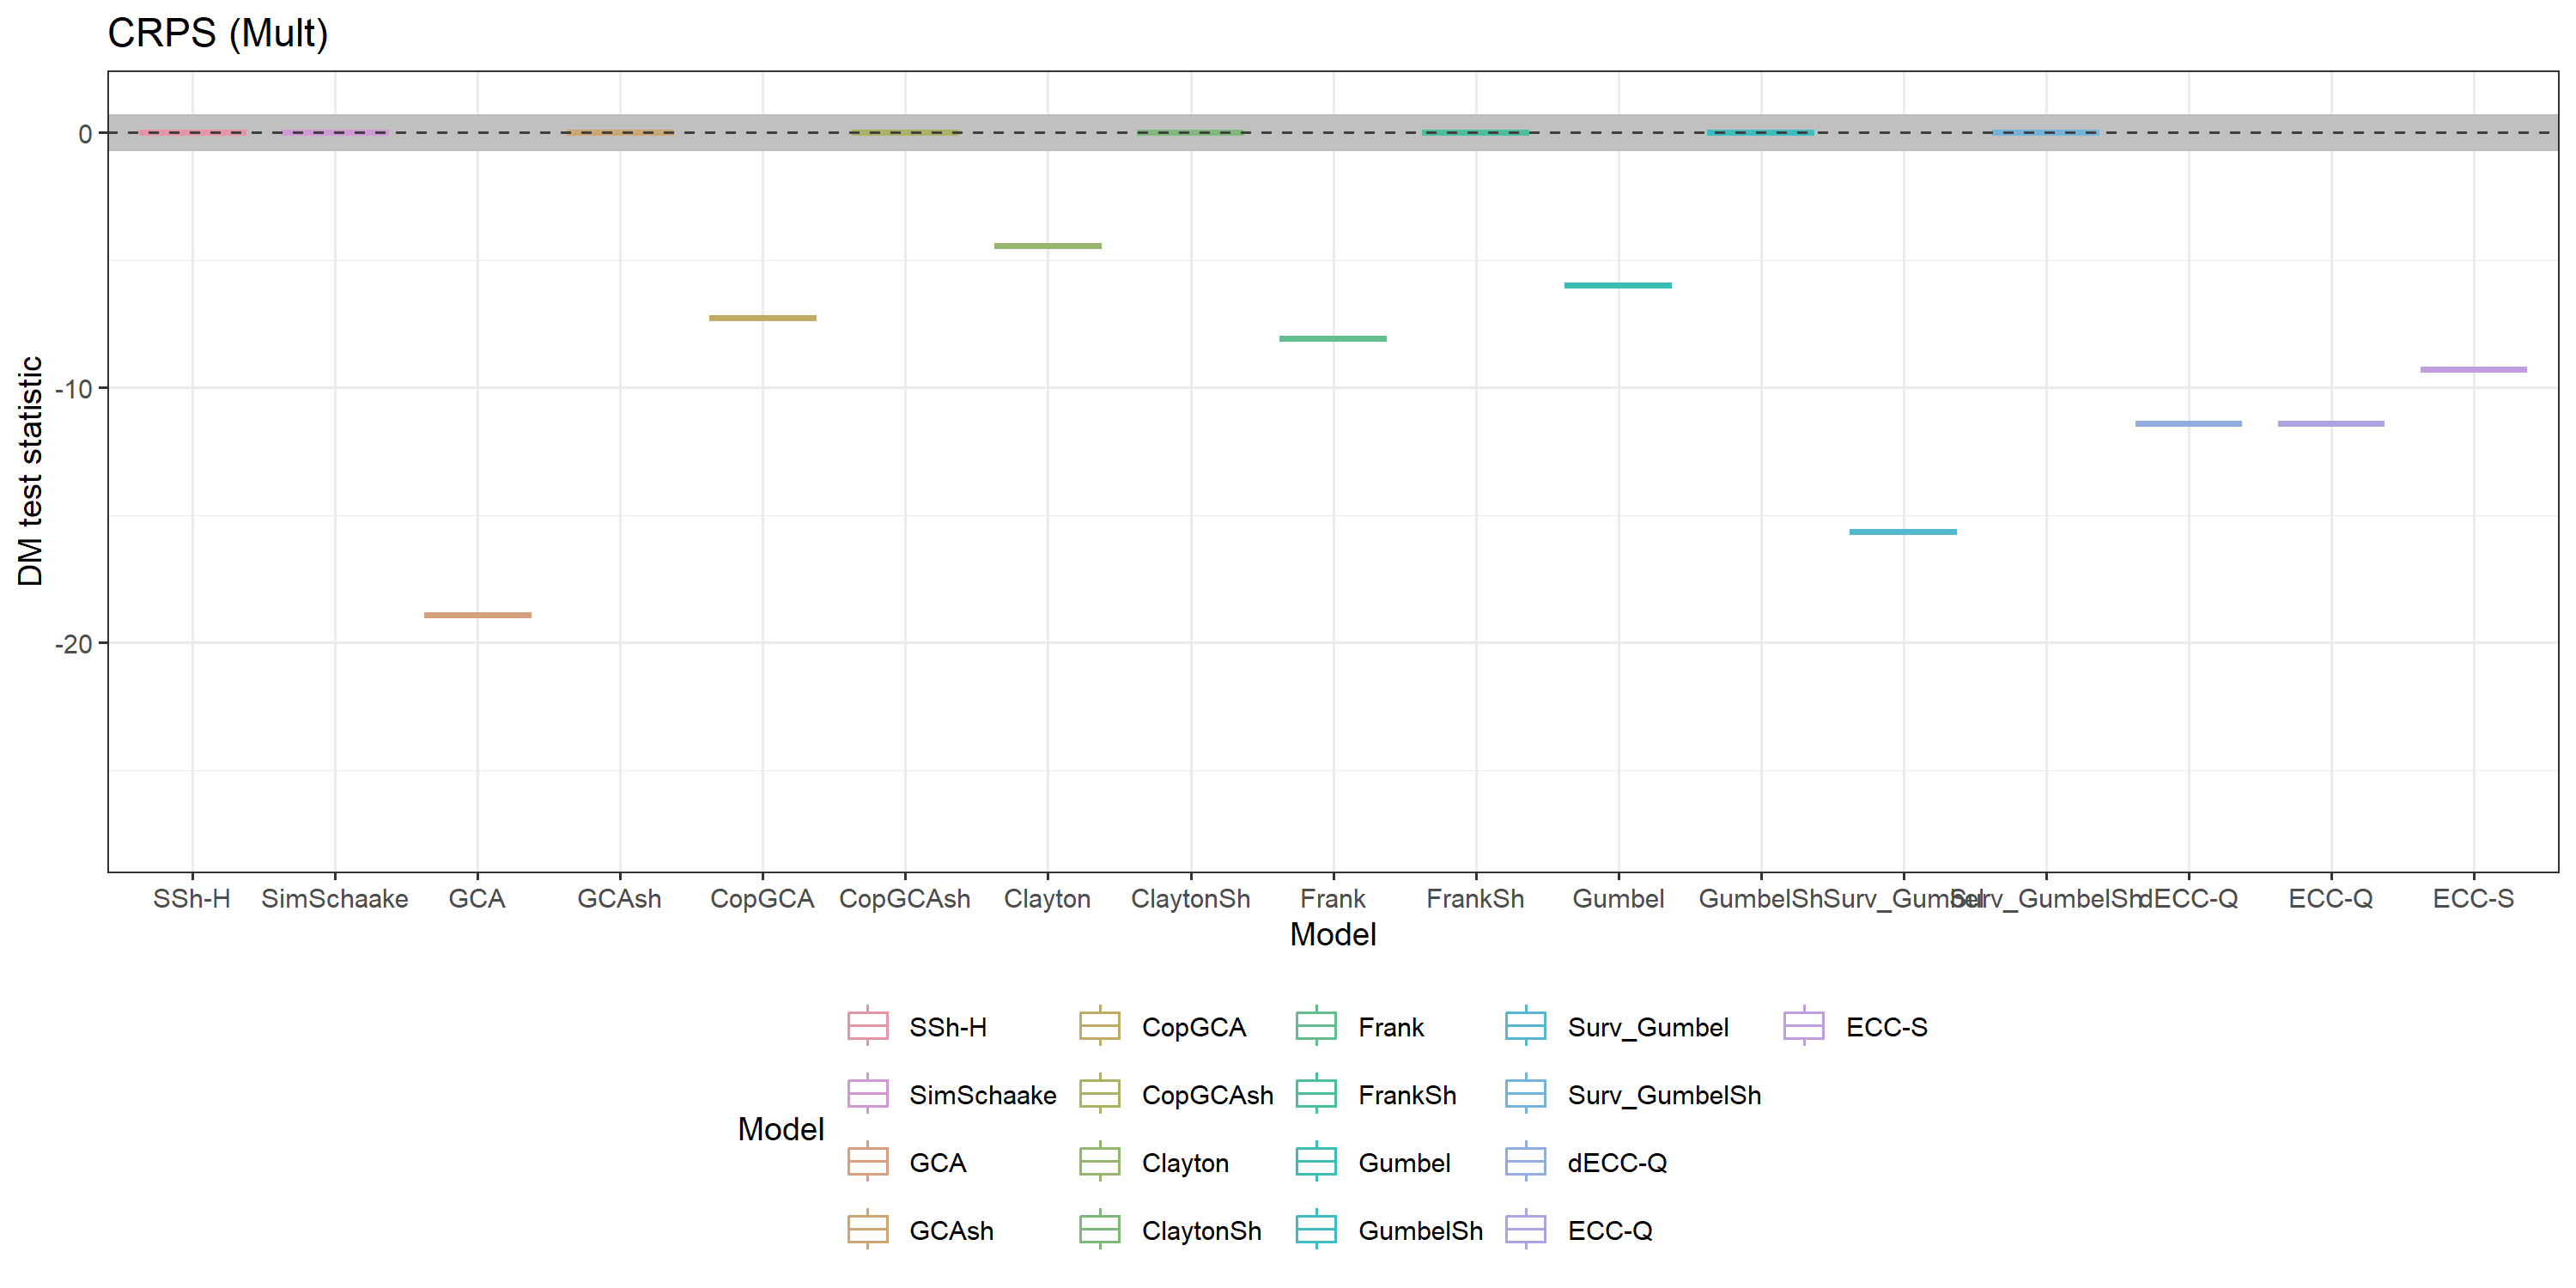 CRPS (Mult)
DM test statistic
0
-10
-20
SSh-H SimSchaake GCA GCAsh CopGCA CopGCAsh Clayton ClaytonSh Frank FrankSh Gumbel GumbelSh Surv_Gumbel Surv_GumbelSh dECC-Q ECC-Q ECC-S
Model
Model
SSh-H CopGCA Frank Surv_Gumbel ECC-S
SimSchaake CopGCAsh FrankSh Surv_GumbelSh
GCA Clayton Gumbel dECC-Q
GCAsh ClaytonSh GumbelSh ECC-Q